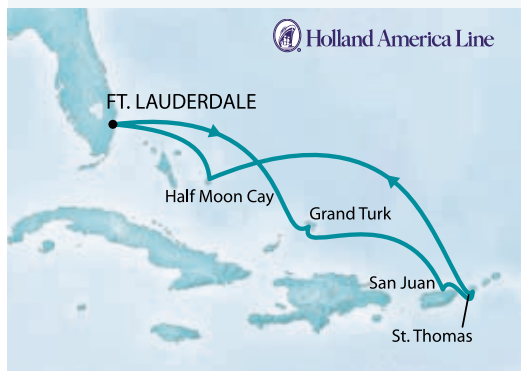 Holland America Line
FT. LAUDERDALE
Half Moon Cay
Grand Turk
San Juan
St. Thomas